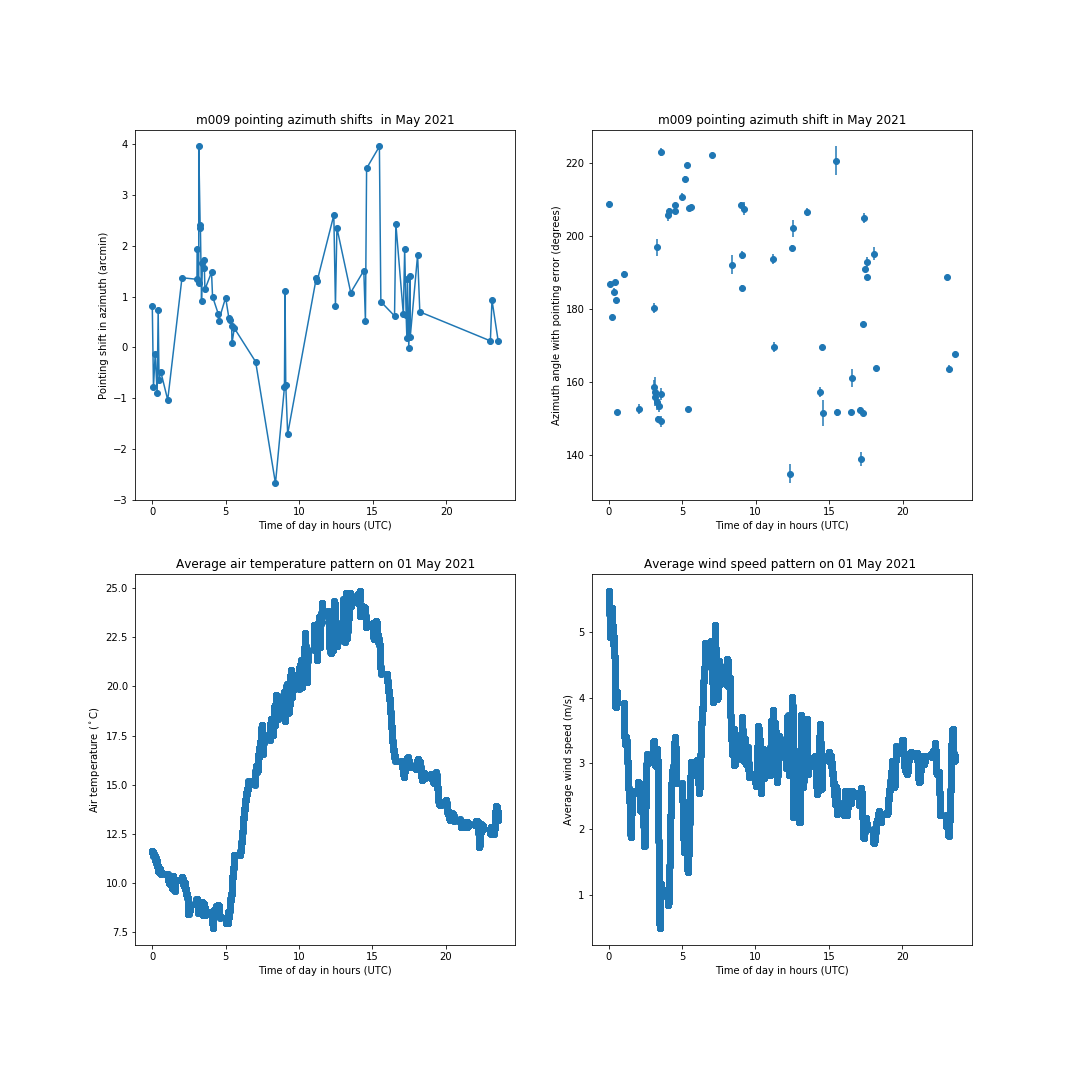 m009 pointing azimuth shifts  in May 2021
Pointing shift in azimuth (arcmin)
4
3
2
1
0
−1
−2
−3
0 5 10 15 20
Time of day in hours (UTC)
m009 pointing azimuth shift in May 2021
Azimuth angle with pointing error (degrees)
220
200
180
160
140
0 5 10 15 20
Time of day in hours (UTC)
Average air temperature pattern on 01 May 2021
Air temperature (°C)
25.0
22.5
20.0
17.5
15.0
12.5
10.0
7.5
0 5 10 15 20
Time of day in hours (UTC)
Average wind speed pattern on 01 May 2021
Average wind speed (m/s)
5
4
3
2
1
0 5 10 15 20
Time of day in hours (UTC)